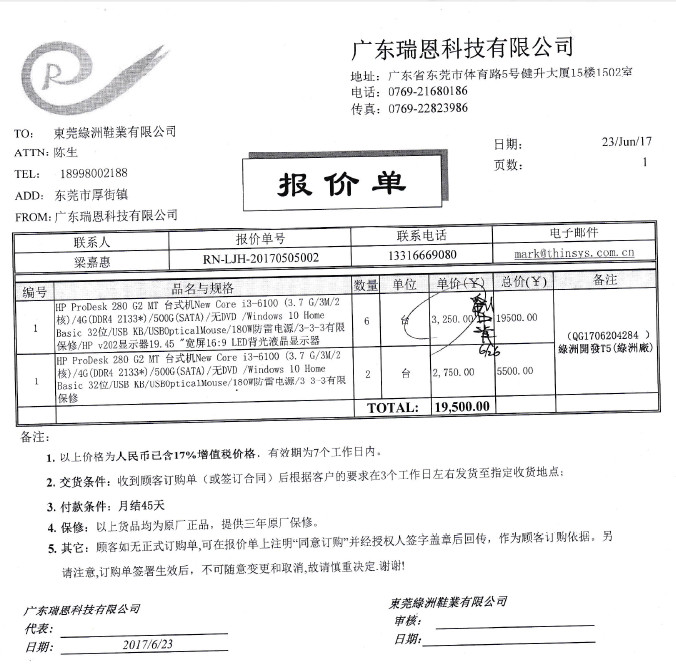 R
广东瑞恩科技有限公司
地址：广东省东莞市体育路5号健升大厦15楼1502室
电话：0769-21680186
传真：0769-22823986
TO: 東莞綠洲鞋業有限公司
ATTN: 陈生
TEL: 18998002188
ADD: 东莞市厚街镇
FROM: 广东瑞恩科技有限公司
日期: 23/Jun/17
页数: 1
报价单
联系人 报价单号 联系电话 电子邮件
梁嘉惠 RN-LJH-20170505002 13316669080 mark@thinsys.com.cn
编号 品名与规格 数量 单位 单价(￥) 总价(￥) 备注
1 HP ProDesk 280 G2 MT 台式机New Core i3-6100 (3.7 G/3M/2
核)/4G(DDR4 2133*)/500G(SATA)/无DVD /Windows 10 Home
Basic 32位/USB KB/USBOpticalMouse/180W防雷电源/3-3-3有限
保修/HP v202显示器19.45 "宽屏16:9 LED背光液晶显示器
6 台 3,250.00 19500.00
6/26
(QG1706204284 )
綠洲開發T5(綠洲廠)
1 HP ProDesk 280 G2 MT 台式机New Core i3-6100 (3.7 G/3M/2
核)/4G(DDR4 2133*)/500G(SATA)/无DVD /Windows 10 Home
Basic 32位/USB KB/USBOpticalMouse/180W防雷电源/3 3-3有限
保修
2 台 2,750.00 5500.00
TOTAL: 19,500.00
备注:
1. 以上价格为人民币已含17%增值税价格，有效期为7个工作日内。
2. 交货条件：收到顾客订购单（或签订合同）后根据客户的要求在3个工作日左右发货至指定收货地点;
3. 付款条件：月结45天
4. 保修：以上货品均为原厂正品，提供三年原厂保修。
5. 其它：顾客如无正式订购单,可在报价单上注明“同意订购”并经授权人签字盖章后回传，作为顾客订购依据。另
请注意,订购单签署生效后，不可随意变更和取消,故请慎重决定.谢谢!
广东瑞恩科技有限公司
代表:
日期: 2017/6/23
東莞綠洲鞋業有限公司
审核:
日期: